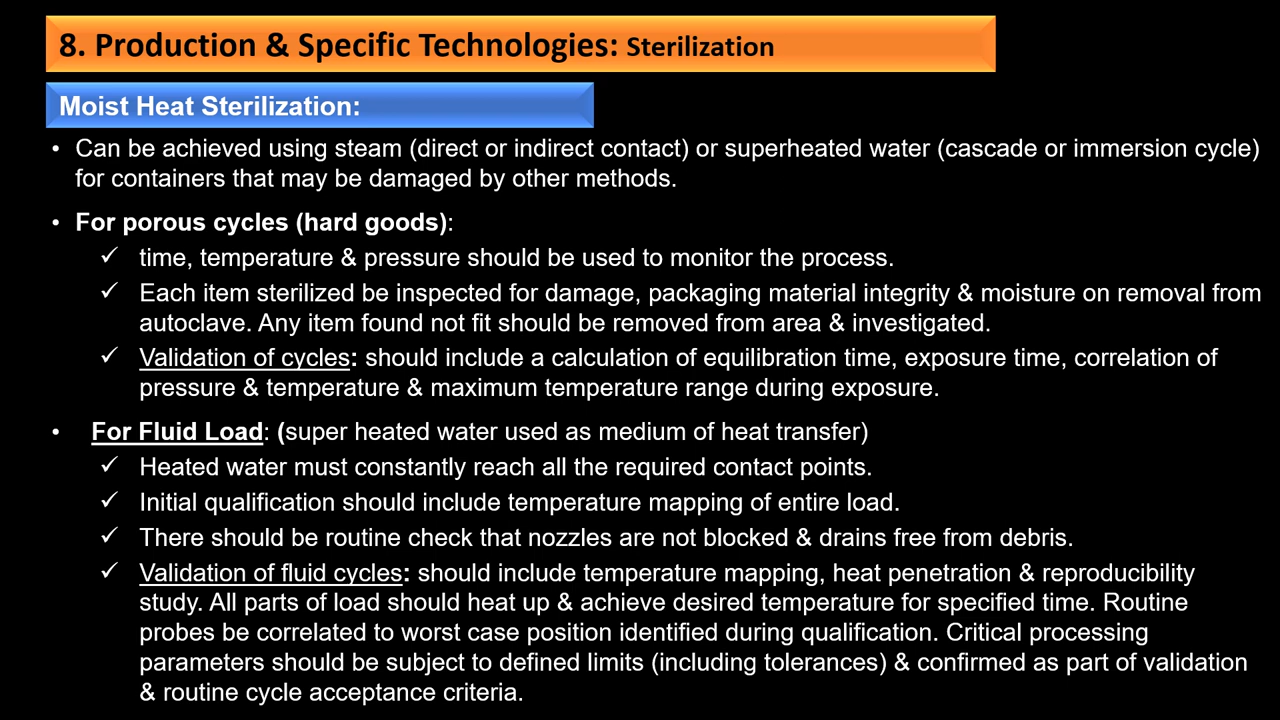 8. Production & Specific Technologies: Sterilization
Moist Heat Sterilization:
• Can be achieved using steam (direct or indirect contact) or superheated water (cascade or immersion cycle)
for containers that may be damaged by other methods.
• For porous cycles (hard goods):
✓ time, temperature & pressure should be used to monitor the process.
✓ Each item sterilized be inspected for damage, packaging material integrity & moisture on removal from
autoclave. Any item found not fit should be removed from area & investigated.
✓ Validation of cycles: should include a calculation of equilibration time, exposure time, correlation of
pressure & temperature & maximum temperature range during exposure.
• For Fluid Load: (super heated water used as medium of heat transfer)
✓ Heated water must constantly reach all the required contact points.
✓ Initial qualification should include temperature mapping of entire load.
✓ There should be routine check that nozzles are not blocked & drains free from debris.
✓ Validation of fluid cycles: should include temperature mapping, heat penetration & reproducibility
study. All parts of load should heat up & achieve desired temperature for specified time. Routine
probes be correlated to worst case position identified during qualification. Critical processing
parameters should be subject to defined limits (including tolerances) & confirmed as part of validation
& routine cycle acceptance criteria.